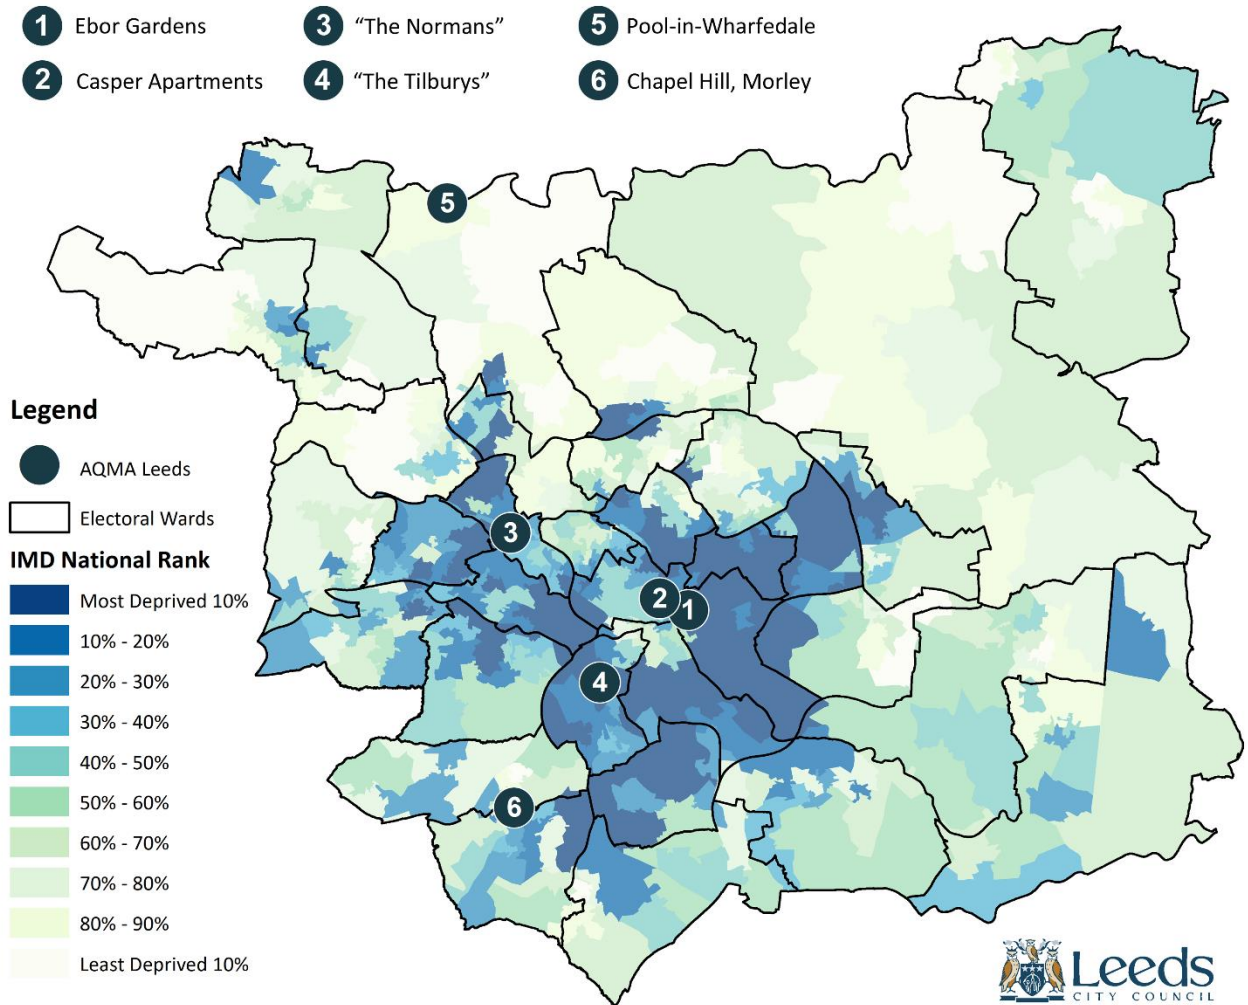 1 Ebor Gardens
3 “The Normans”
5 Pool-in-Wharfedale
2 Casper Apartments
4 “The Tilburys”
6 Chapel Hill, Morley
5
3
2
1
4
6
Legend
AQMA Leeds
Electoral Wards
IMD National Rank
Most Deprived 10%
10% - 20%
20% - 30%
30% - 40%
40% - 50%
50% - 60%
60% - 70%
70% - 80%
80% - 90%
Least Deprived 10%
Leeds
CITY COUNCIL